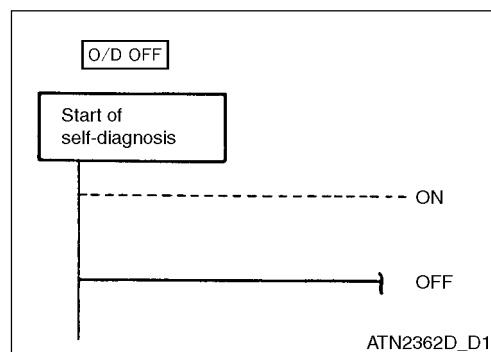 O/D OFF
Start of
self-diagnosis
ON
OFF
ATN2362D_D1